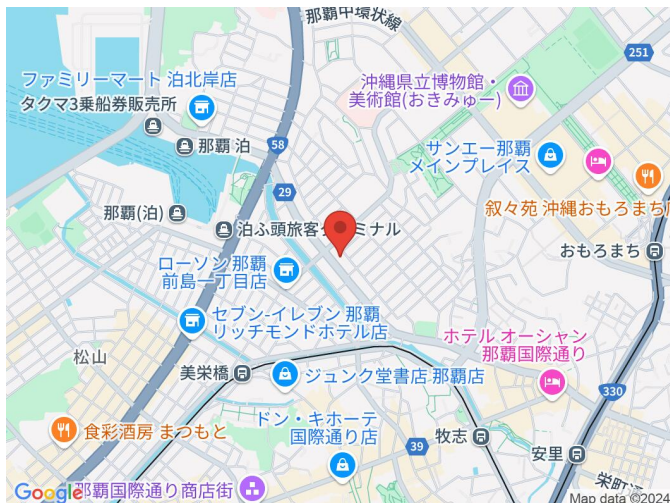 那覇中環状線
251
ファミリーマート 泊北岸店
タクマ3乗船券販売所
沖縄県立博物館・
美術館(おきみゅー)
那覇 泊
58
サンエー那覇
メインプレイス
29
叙々苑 沖縄おもろまち店
那覇(泊)
泊ふ頭旅客ターミナル
おもろまち
ローソン 那覇
前島一丁目店
セブン-イレブン 那覇
リッチモンドホテル店
ホテル オーシャン
那覇国際通り
松山
美栄橋
ジュンク堂書店 那覇店
330
ドン・キホーテ
国際通り店
食彩酒房 まつもと
39
牧志
安里
栄町通り
Google
那覇国際通り商店街
Map data ©2024